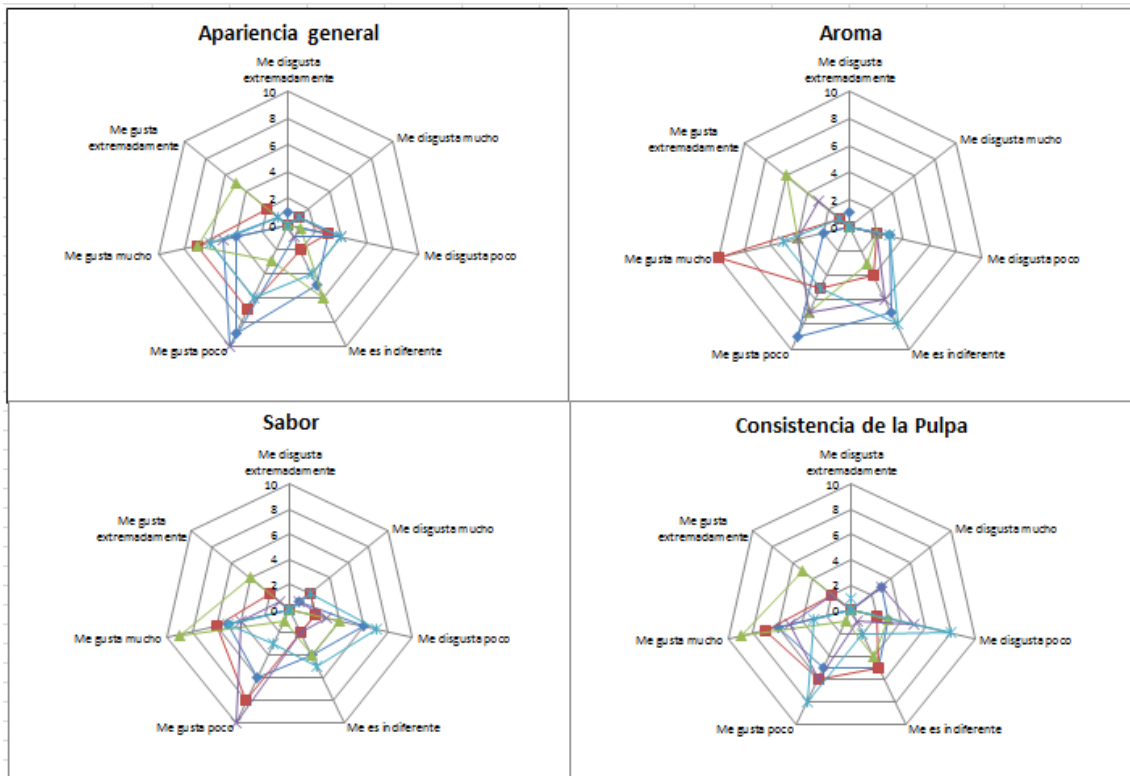 Apariencia general
Me disgusta
extremadamente
10
8
6
4
2
0
Me disgusta mucho
Me disgusta poco
Me es indiferente
Me gusta poco
Me gusta mucho
Me gusta
extremadamente
Aroma
Me disgusta
extremadamente
10
8
6
4
2
0
Me disgusta mucho
Me disgusta poco
Me es indiferente
Me gusta poco
Me gusta mucho
Me gusta
extremadamente
Sabor
Me disgusta
extremadamente
10
8
6
4
2
0
Me disgusta mucho
Me disgusta poco
Me es indiferente
Me gusta poco
Me gusta mucho
Me gusta
extremadamente
Consistencia de la Pulpa
Me disgusta
extremadamente
10
8
6
4
2
0
Me disgusta mucho
Me disgusta poco
Me es indiferente
Me gusta poco
Me gusta mucho
Me gusta
extremadamente